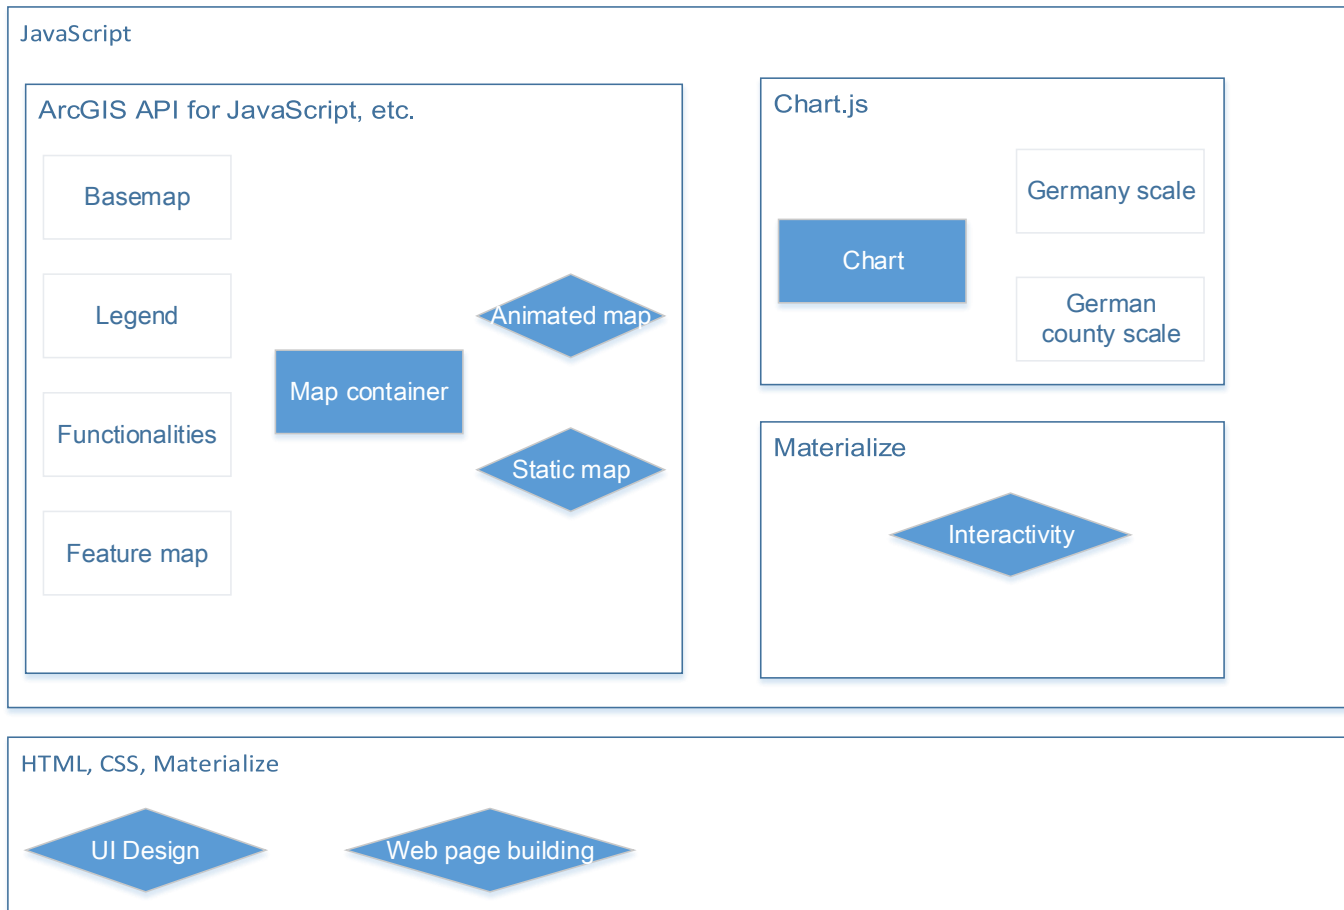 JavaScript
ArcGIS API for JavaScript, etc.
Basemap
Legend
Functionalities
Feature map
Map container
Animated map
Static map
Chart.js
Chart
Germany scale
German
county scale
Materialize
Interactivity
HTML, CSS, Materialize
UI Design
Web page building